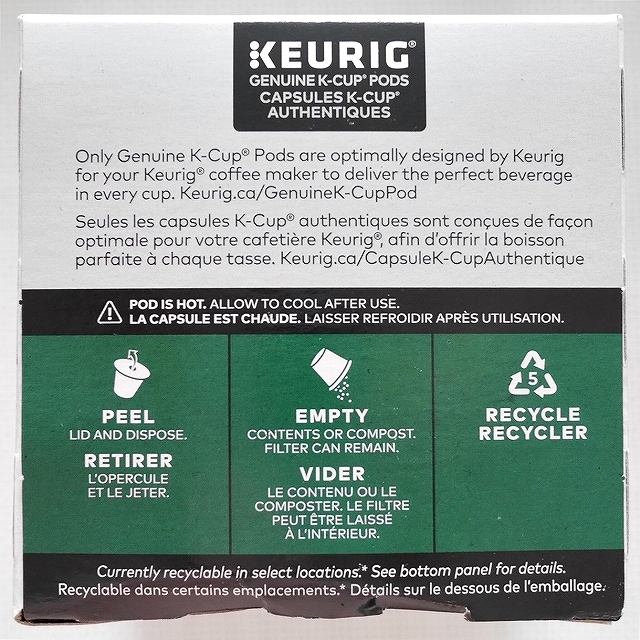 KEURIG®
GENUINE K-CUP® PODS
CAPSULES K-CUP®
AUTHENTIQUES
Only Genuine K-Cup® Pods are optimally designed by Keurig
for your Keurig® coffee maker to deliver the perfect beverage
in every cup. Keurig.ca/GenuineK-CupPod
Seules les capsules K-Cup® authentiques sont conçues de façon
optimale pour votre cafetière Keurig®, afin d'offrir la boisson
parfaite à chaque tasse. Keurig.ca/CapsuleK-CupAuthentique
POD IS HOT. ALLOW TO COOL AFTER USE.
LA CAPSULE EST CHAUDE. LAISSER REFROIDIR APRÈS UTILISATION.
PEEL
LID AND DISPOSE.
RETIRER
L'OPERCULE
ET LE JETER.
EMPTY
CONTENTS OR COMPOST.
FILTER CAN REMAIN.
VIDER
LE CONTENU OU LE
COMPOSTER. LE FILTRE
PEUT ÊTRE LAISSÉ
À L'INTÉRIEUR.
5
RECYCLE
RECYCLER
Currently recyclable in select locations.* See bottom panel for details.
Recyclable dans certains emplacements.* Détails sur le dessous de l'emballage.